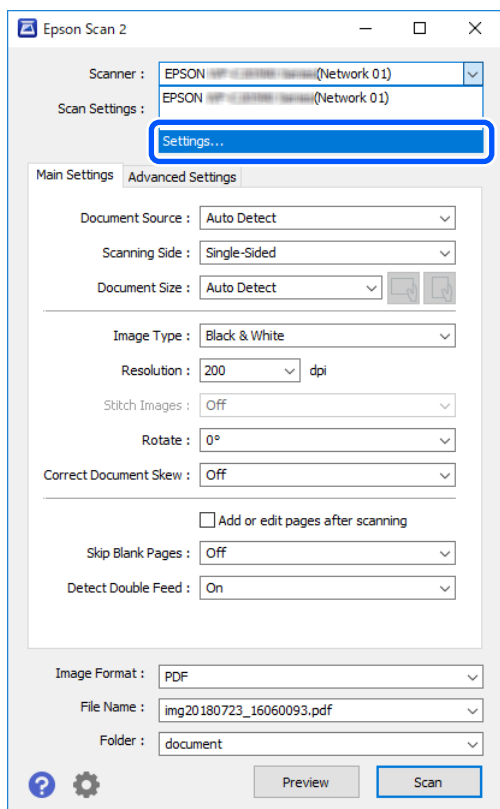 Epson Scan 2
Scanner : EPSON (Network 01)
EPSON (Network 01)
Scan Settings :
Settings...
Main Settings Advanced Settings
Document Source : Auto Detect
Scanning Side : Single-Sided
Document Size : Auto Detect
Image Type : Black & White
Resolution : 200 dpi
Stitch Images : Off
Rotate : 0°
Correct Document Skew : Off
Add or edit pages after scanning
Skip Blank Pages : Off
Detect Double Feed : On
Image Format : PDF
File Name : img20180723_16060093.pdf
Folder : document
? Preview Scan